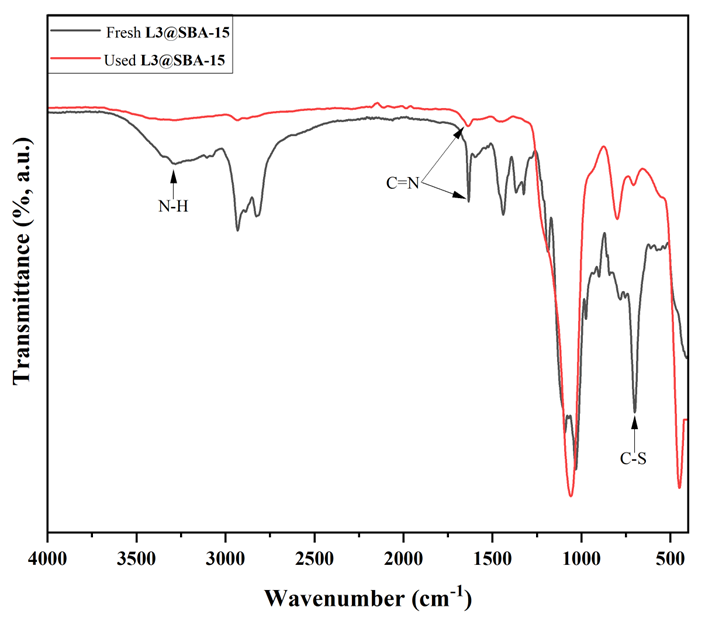 Fresh L3@SBA-15
Used L3@SBA-15
C=N
N-H
C-S
Transmittance (%, a.u.)
4000 3500 3000 2500 2000 1500 1000 500
Wavenumber (cm-1)